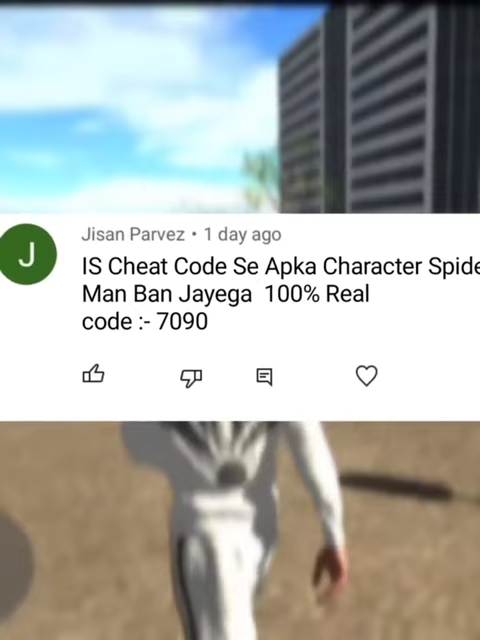 J
Jisan Parvez • 1 day ago
IS Cheat Code Se Apka Character Spide
Man Ban Jayega 100% Real
code :- 7090